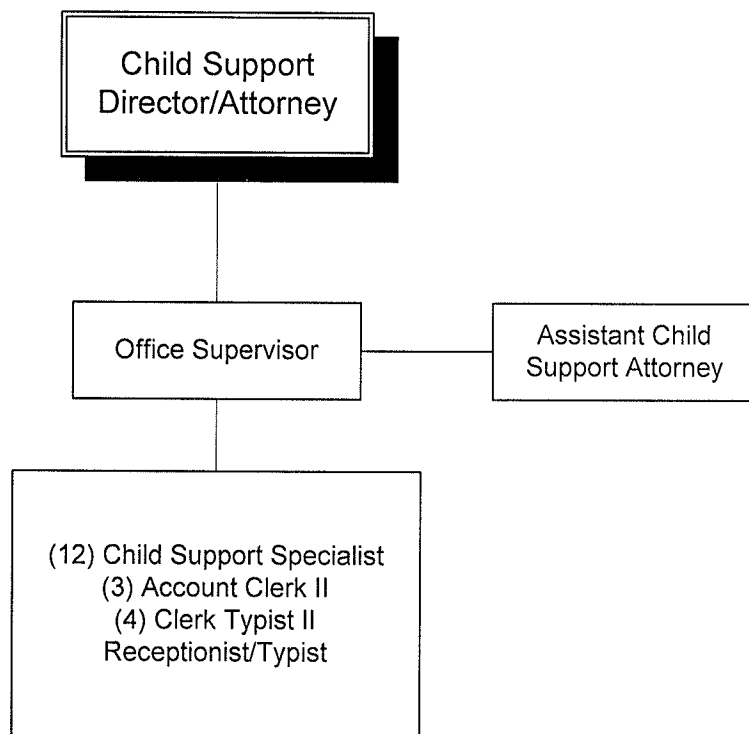 Child Support
Director/Attorney
Office Supervisor
Assistant Child
Support Attorney
(12) Child Support Specialist
(3) Account Clerk II
(4) Clerk Typist II
Receptionist/Typist